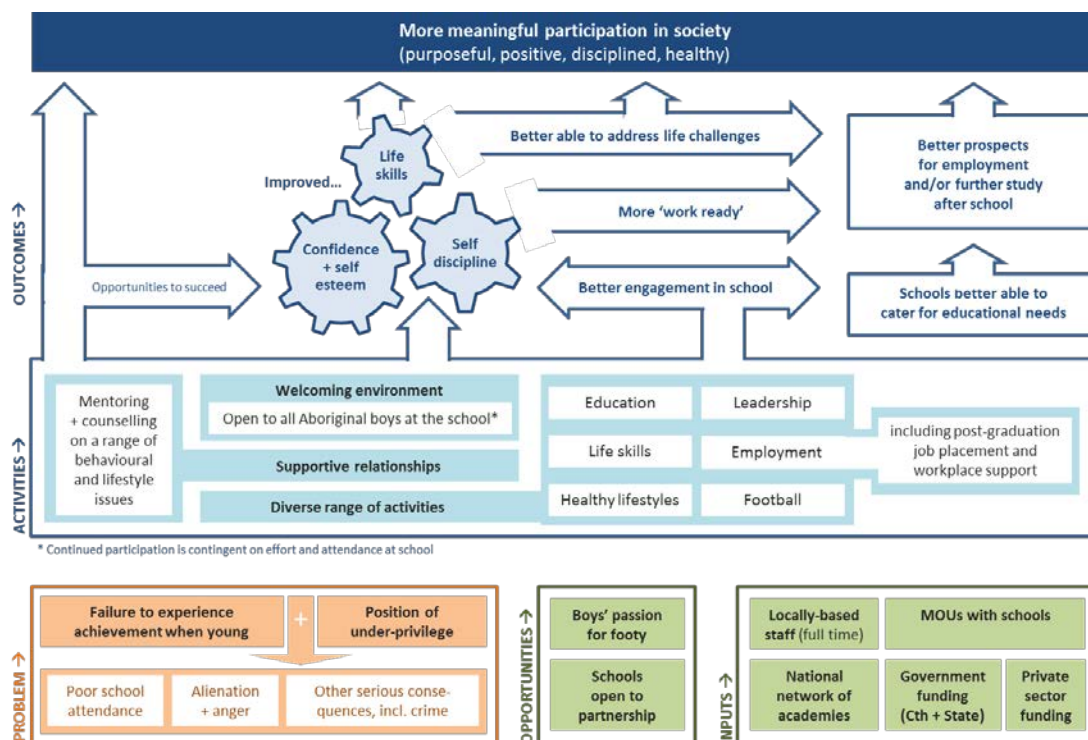 More meaningful participation in society
(purposeful, positive, disciplined, healthy)
OUTCOMES →
Opportunities to succeed
Improved...
Life
skills
Confidence
+ self
esteem
Self
discipline
Better able to address life challenges
More 'work ready'
Better engagement in school
Better prospects
for employment
and/or further study
after school
Schools better able to
cater for educational needs
ACTIVITIES →
Mentoring
+ counselling
on a range of
behavioural
and lifestyle
issues
Welcoming environment
Open to all Aboriginal boys at the school*
Supportive relationships
Diverse range of activities
Education
Leadership
Life skills
Employment
Healthy lifestyles
Football
including post-graduation
job placement and
workplace support
* Continued participation is contingent on effort and attendance at school
PROBLEM →
Failure to experience
achievement when young
+
Position of
under-privilege
Poor school
attendance
Alienation
+ anger
Other serious conse-
quences, incl. crime
OPPORTUNITIES →
Boys' passion
for footy
Schools
open to
partnership
INPUTS →
Locally-based
staff (full time)
MOUs with schools
National
network of
academies
Government
funding
(Cth + State)
Private
sector
funding